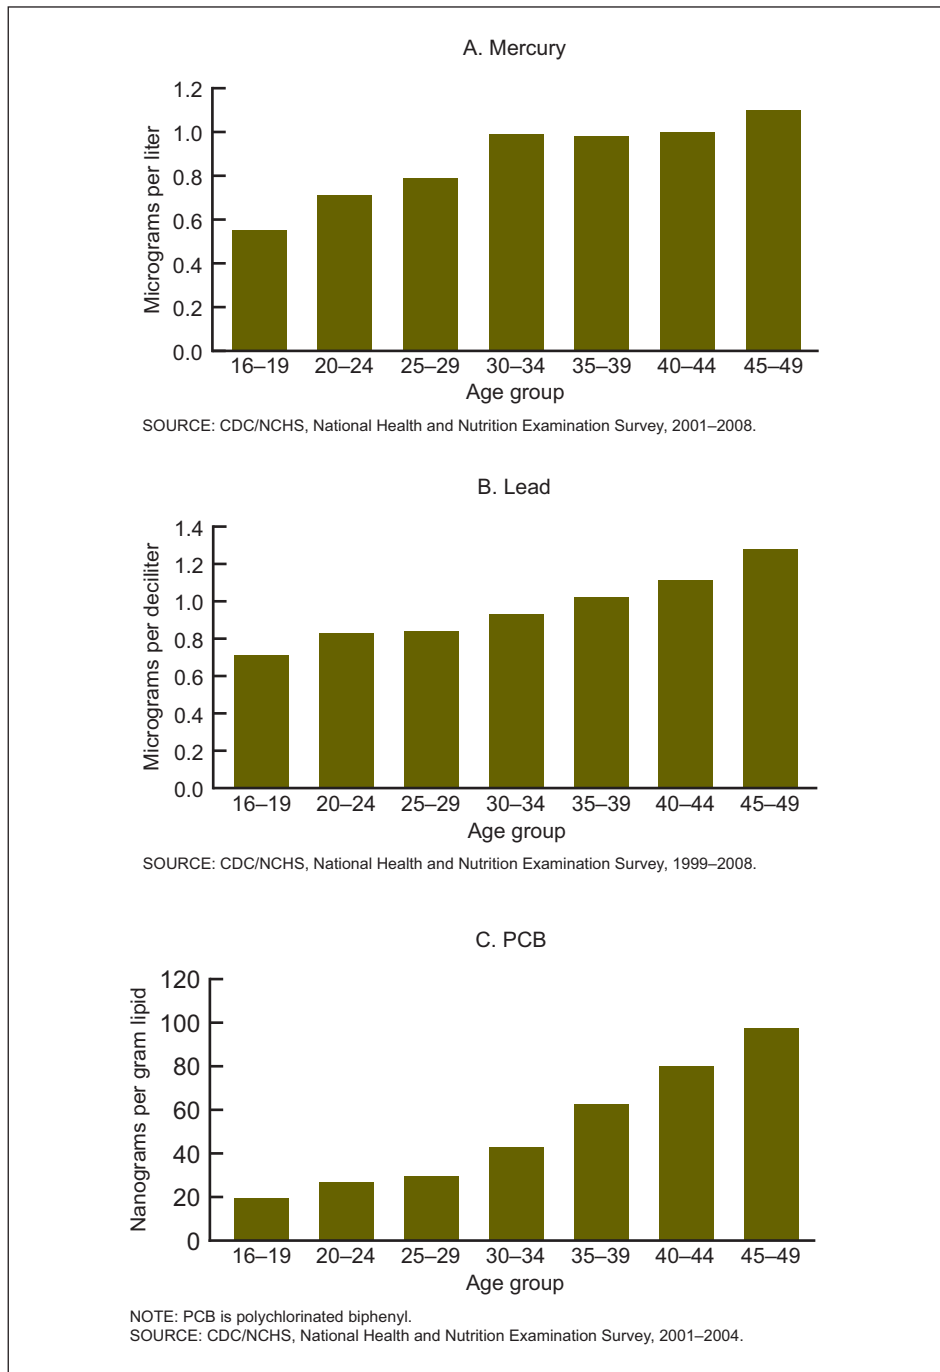 A. Mercury
Micrograms per liter
1.2
1.0
0.8
0.6
0.4
0.2
0.0
16–19 20–24 25–29 30–34 35–39 40–44 45–49
Age group
SOURCE: CDC/NCHS, National Health and Nutrition Examination Survey, 2001–2008.
B. Lead
Micrograms per deciliter
1.4
1.2
1.0
0.8
0.6
0.4
0.2
0.0
16–19 20–24 25–29 30–34 35–39 40–44 45–49
Age group
SOURCE: CDC/NCHS, National Health and Nutrition Examination Survey, 1999–2008.
C. PCB
Nanograms per gram lipid
120
100
80
60
40
20
0
16–19 20–24 25–29 30–34 35–39 40–44 45–49
Age group
NOTE: PCB is polychlorinated biphenyl.
SOURCE: CDC/NCHS, National Health and Nutrition Examination Survey, 2001–2004.